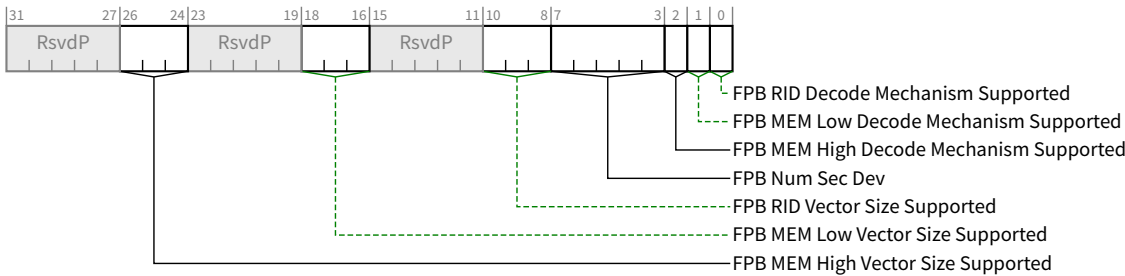 31 27 26 24 23 19 18 16 15 11 10 8 7 3 2 1 0
RsvdP RsvdP RsvdP
FPB RID Decode Mechanism Supported
FPB MEM Low Decode Mechanism Supported
FPB MEM High Decode Mechanism Supported
FPB Num Sec Dev
FPB RID Vector Size Supported
FPB MEM Low Vector Size Supported
FPB MEM High Vector Size Supported